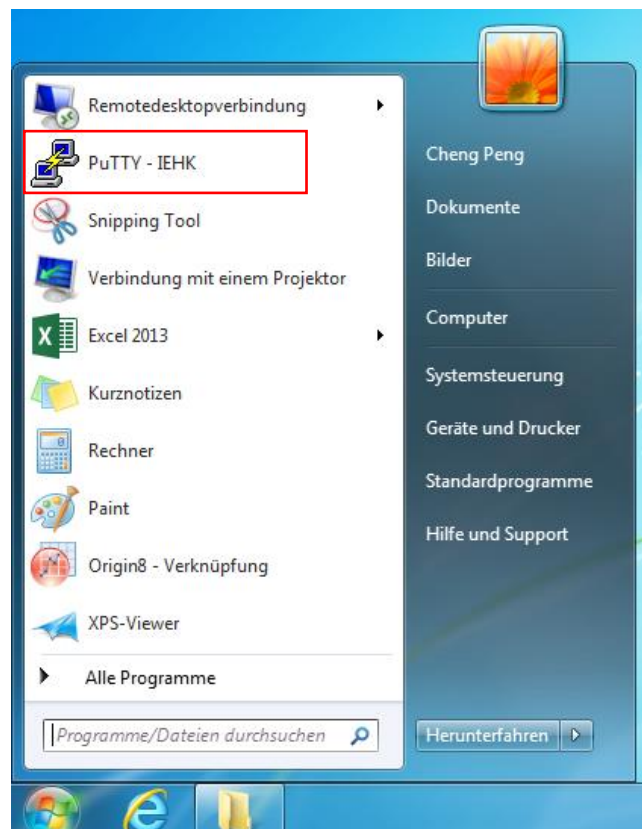 Remotedesktopverbindung
PuTTY - IEHK
Snipping Tool
Verbindung mit einem Projektor
Excel 2013
Kurznotizen
Rechner
Paint
Origin8 - Verknüpfung
XPS-Viewer
Alle Programme
Programme/Dateien durchsuchen
Cheng Peng
Dokumente
Bilder
Computer
Systemsteuerung
Geräte und Drucker
Standardprogramme
Hilfe und Support
Herunterfahren